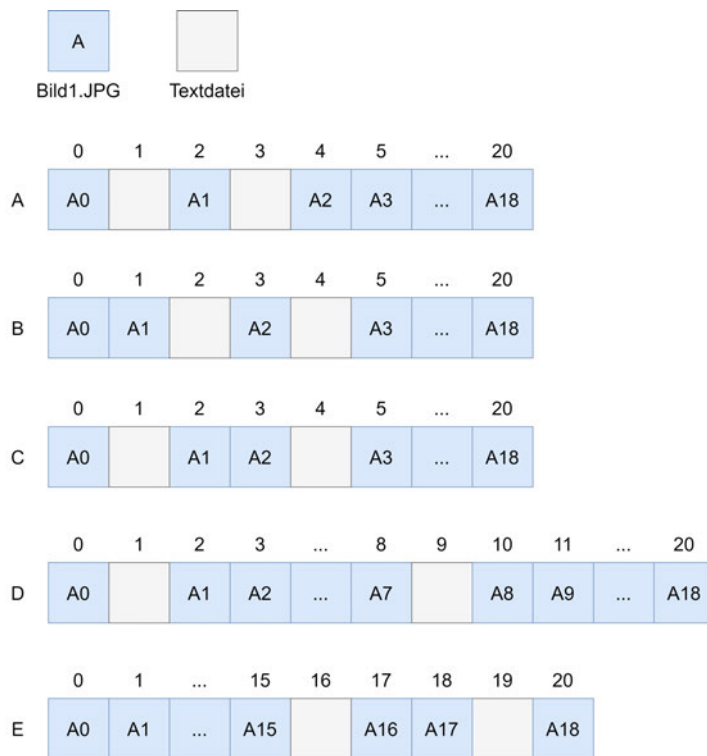 A
Bild1.JPG Textdatei
0 1 2 3 4 5 ... 20
A A0 A1 A2 A3 ... A18
0 1 2 3 4 5 ... 20
B A0 A1 A2 A3 ... A18
0 1 2 3 4 5 ... 20
C A0 A1 A2 A3 ... A18
0 1 2 3 ... 8 9 10 11 ... 20
D A0 A1 A2 ... A7 A8 A9 ... A18
0 1 ... 15 16 17 18 19 20
E A0 A1 ... A15 A16 A17 A18